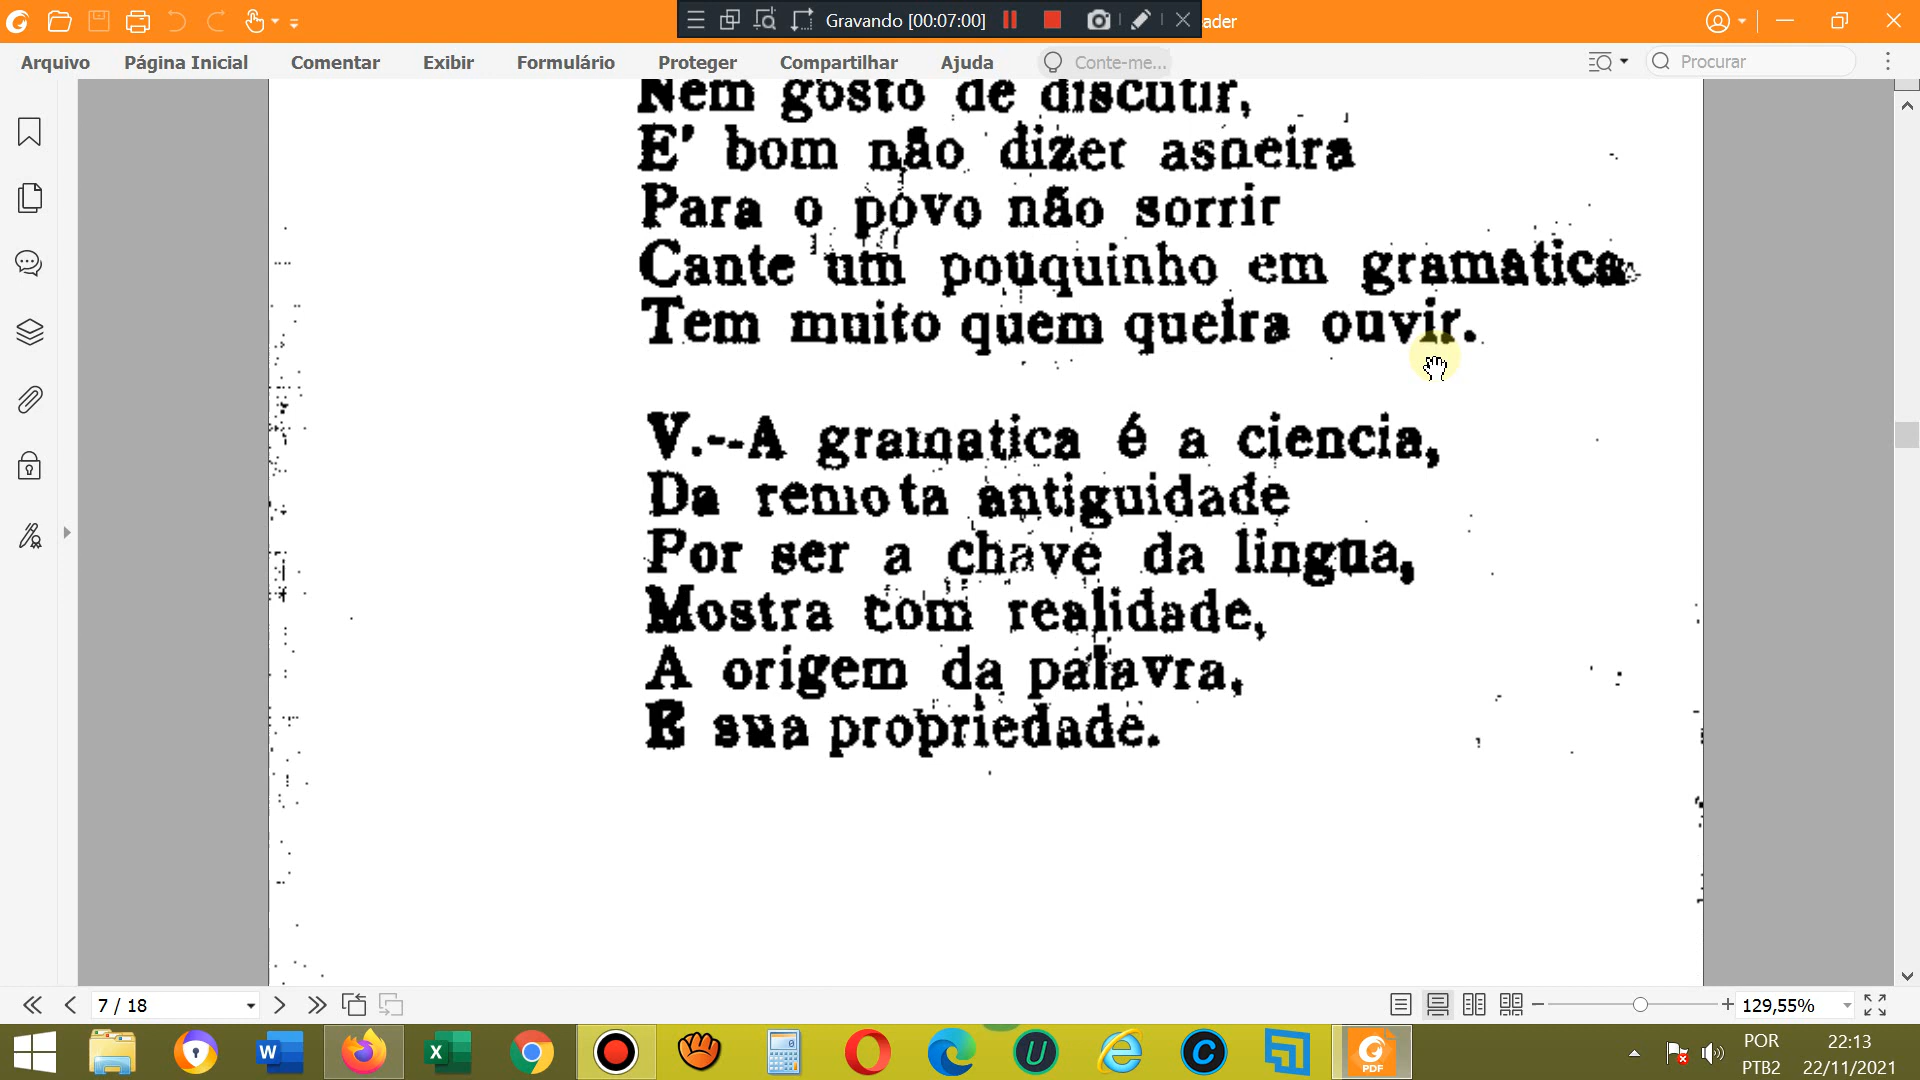 Gravando [00:07:00]
ader
Arquivo Página Inicial Comentar Exibir Formulário Proteger Compartilhar Ajuda Conte-me... Procurar
Nem gosto de discutir,
E' bom não dizer asneira
Para o povo não sorrir
Cante um pouquinho em gramatica
Tem muito quem queira ouvir.
V.--A gramatica é a ciencia,
Da remota antiguidade
Por ser a chave da lingua,
Mostra com realidade,
A origem da palavra,
E sua propriedade.
7 / 18
129,55%
POR 22:13
PTB2 22/11/2021
PDF